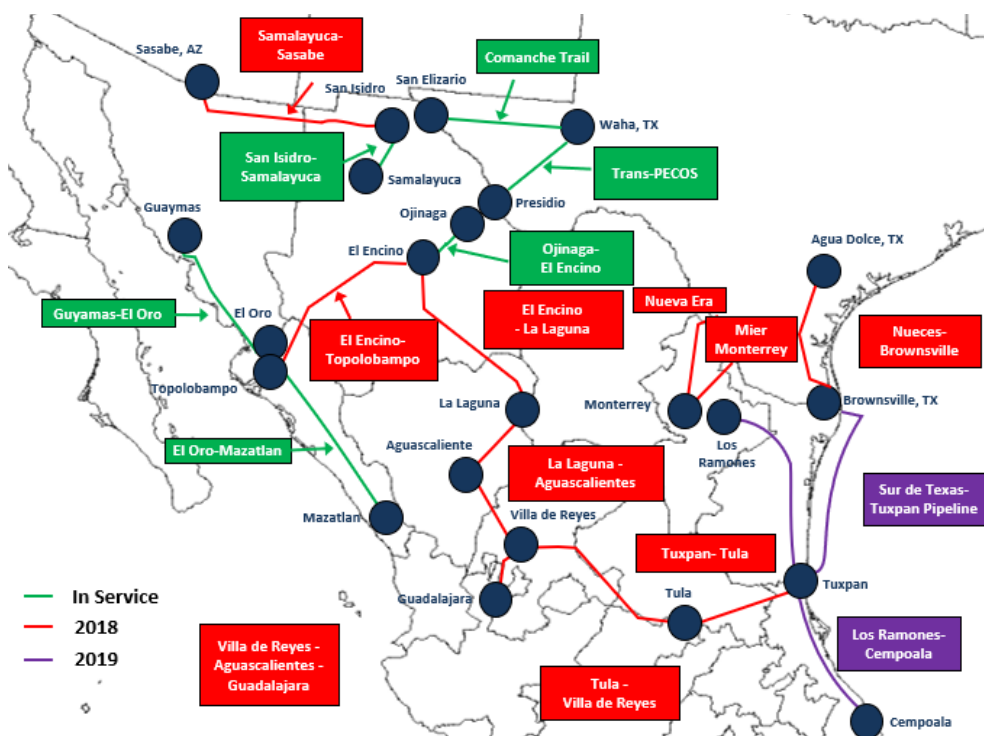 Samalayuca-
Sasabe
Sasabe, AZ
San Isidro
San Elizario
Comanche Trail
Waha, TX
San Isidro-
Samalayuca
Samalayuca
Trans-PECOS
Presidio
Guaymas
Ojinaga
El Encino
Ojinaga-
El Encino
Agua Dolce, TX
Guyamas-El Oro
El Oro
El Encino-
Topolobampo
El Encino
- La Laguna
Nueva Era
Mier
Monterrey
Nueces-
Brownsville
Topolobampo
La Laguna
Monterrey
Brownsville, TX
Los
Ramones
El Oro-Mazatlan
Aguascaliente
La Laguna -
Aguascalientes
Sur de Texas-
Tuxpan Pipeline
Mazatlan
Villa de Reyes
Tuxpan- Tula
Tuxpan
Guadalajara
Tula
In Service
2018
2019
Villa de Reyes -
Aguascalientes -
Guadalajara
Tula -
Villa de Reyes
Los Ramones-
Cempoala
Cempoala